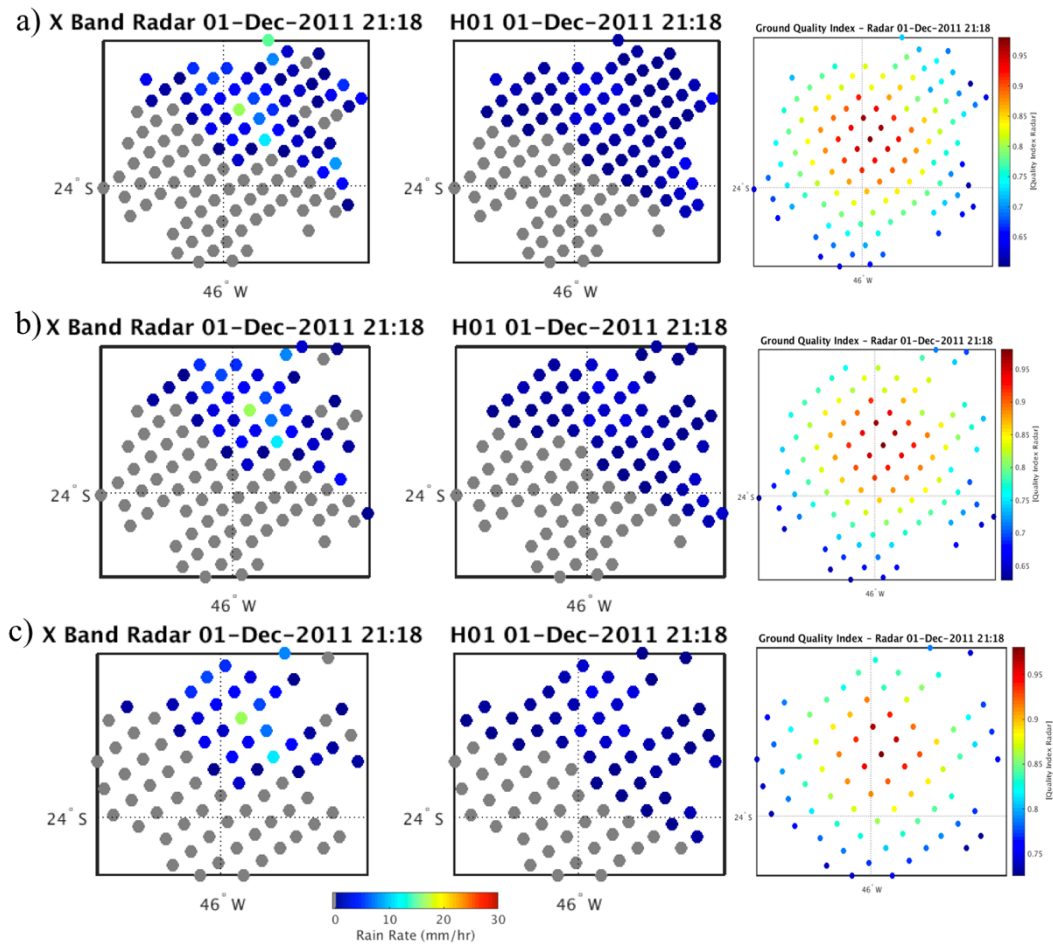 a) X Band Radar 01-Dec-2011 21:18
H01 01-Dec-2011 21:18
Ground Quality Index - Radar 01-Dec-2011 21:18
24° S
46° W
24° S
46° W
24° S
46° W
0.95
0.9
0.85
0.8
0.75
0.7
0.65
[Quality Index Radar]
b) X Band Radar 01-Dec-2011 21:18
H01 01-Dec-2011 21:18
Ground Quality Index - Radar 01-Dec-2011 21:18
24° S
46° W
24° S
46° W
24° S
46° W
0.95
0.9
0.85
0.8
0.75
0.7
0.65
[Quality Index Radar]
c) X Band Radar 01-Dec-2011 21:18
H01 01-Dec-2011 21:18
Ground Quality Index - Radar 01-Dec-2011 21:18
24° S
46° W
24° S
46° W
24° S
46° W
0.95
0.9
0.85
0.8
0.75
[Quality Index Radar]
0 10 20 30
Rain Rate (mm/hr)